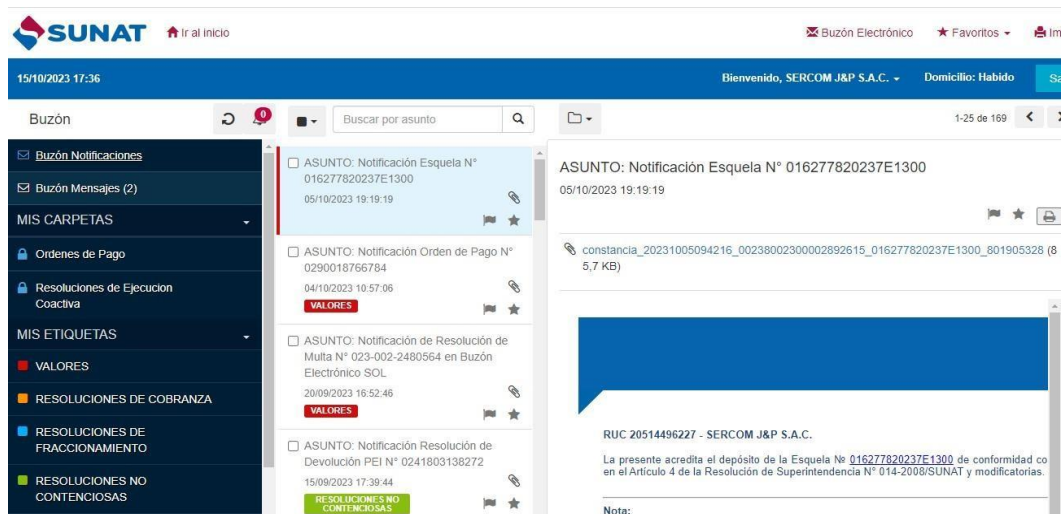 SUNAT
Ir al inicio
Buzón Electrónico
Favoritos
Im
15/10/2023 17:36
Bienvenido, SERCOM J&P S.A.C.
Domicilio: Habido
Sa
Buzón
0
Buscar por asunto
1-25 de 169
Buzón Notificaciones
Buzón Mensajes (2)
MIS CARPETAS
Ordenes de Pago
Resoluciones de Ejecucion
Coactiva
MIS ETIQUETAS
VALORES
RESOLUCIONES DE COBRANZA
RESOLUCIONES DE
FRACCIONAMIENTO
RESOLUCIONES NO
CONTENCIOSAS
ASUNTO: Notificación Esquela N°
016277820237E1300
05/10/2023 19:19:19
ASUNTO: Notificación Orden de Pago N°
0290018766784
04/10/2023 10:57:06
VALORES
ASUNTO: Notificación de Resolución de
Multa N° 023-002-2480564 en Buzón
Electrónico SOL
20/09/2023 16:52:46
VALORES
ASUNTO: Notificación Resolución de
Devolución PEI N° 0241803138272
15/09/2023 17:39:44
RESOLUCIONES NO
CONTENCIOSAS
ASUNTO: Notificación Esquela N° 016277820237E1300
05/10/2023 19:19:19
constancia_20231005094216_00238002300002892615_016277820237E1300_801905328 (8
5,7 KB)
RUC 20514496227 - SERCOM J&P S.A.C.
La presente acredita el depósito de la Esquela № 016277820237E1300 de conformidad co
en el Artículo 4 de la Resolución de Superintendencia N° 014-2008/SUNAT y modificatorias.
Nota: